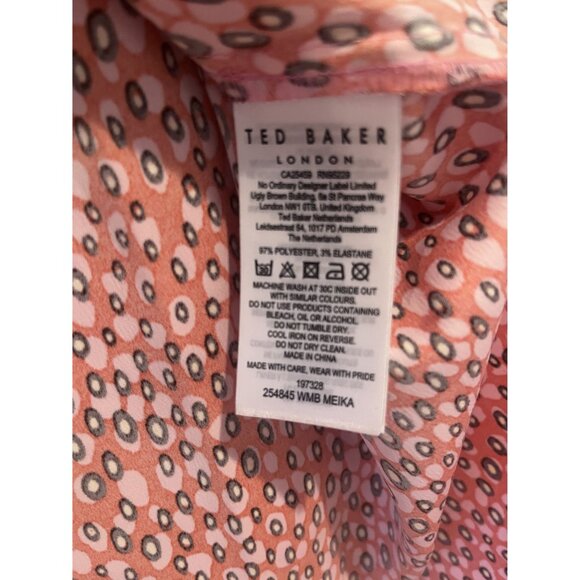 TED BAKER
LONDON
CA25459 RN95229
No Ordinary Designer Label Limited
Ugly Brown Building, 6a St Pancras Way
London NW1 0TB. United Kingdom
Ted Baker Netherlands
Leidsestraat 64, 1017 PD Amsterdam
The Netherlands
97% POLYESTER, 3% ELASTANE
MACHINE WASH AT 30C INSIDE OUT
WITH SIMILAR COLOURS.
DO NOT USE PRODUCTS CONTAINING
BLEACH, OIL OR ALCOHOL.
DO NOT TUMBLE DRY.
COOL IRON ON REVERSE.
DO NOT DRY CLEAN.
MADE IN CHINA
MADE WITH CARE, WEAR WITH PRIDE
197328
254845 WMB MEIKA